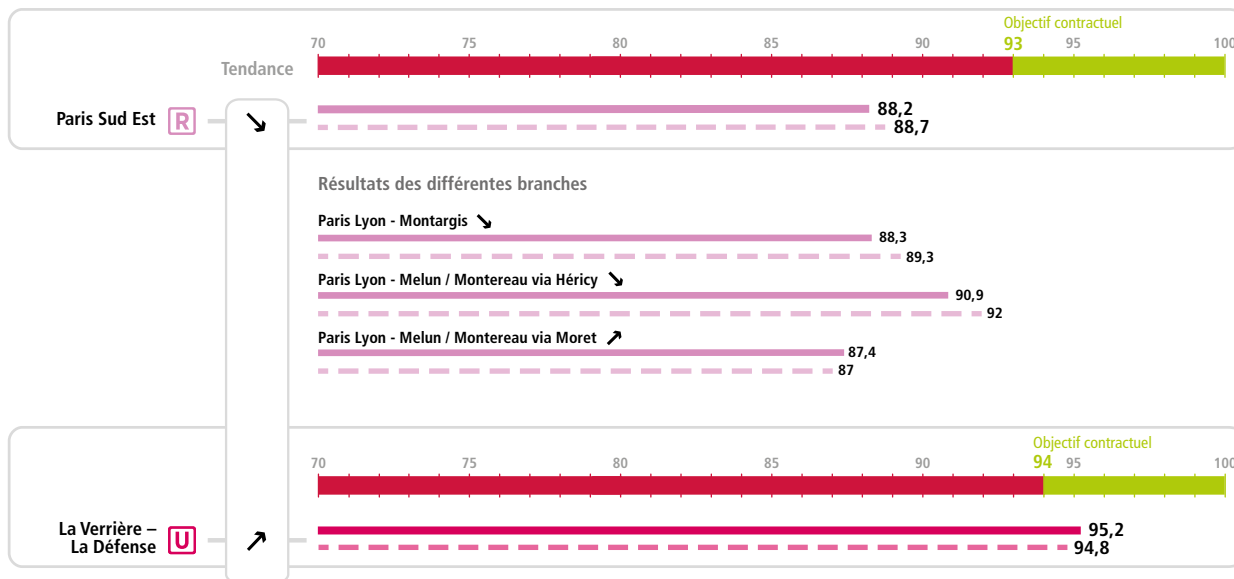 Objectif contractuel
70 75 80 85 90 93 95 100
Tendance
Paris Sud Est R
88,2
88,7
Résultats des différentes branches
Paris Lyon - Montargis
88,3
89,3
Paris Lyon - Melun / Montereau via Héricy
90,9
92
Paris Lyon - Melun / Montereau via Moret
87,4
87
Objectif contractuel
70 75 80 85 90 94 95 100
La Verrière –
La Défense U
95,2
94,8